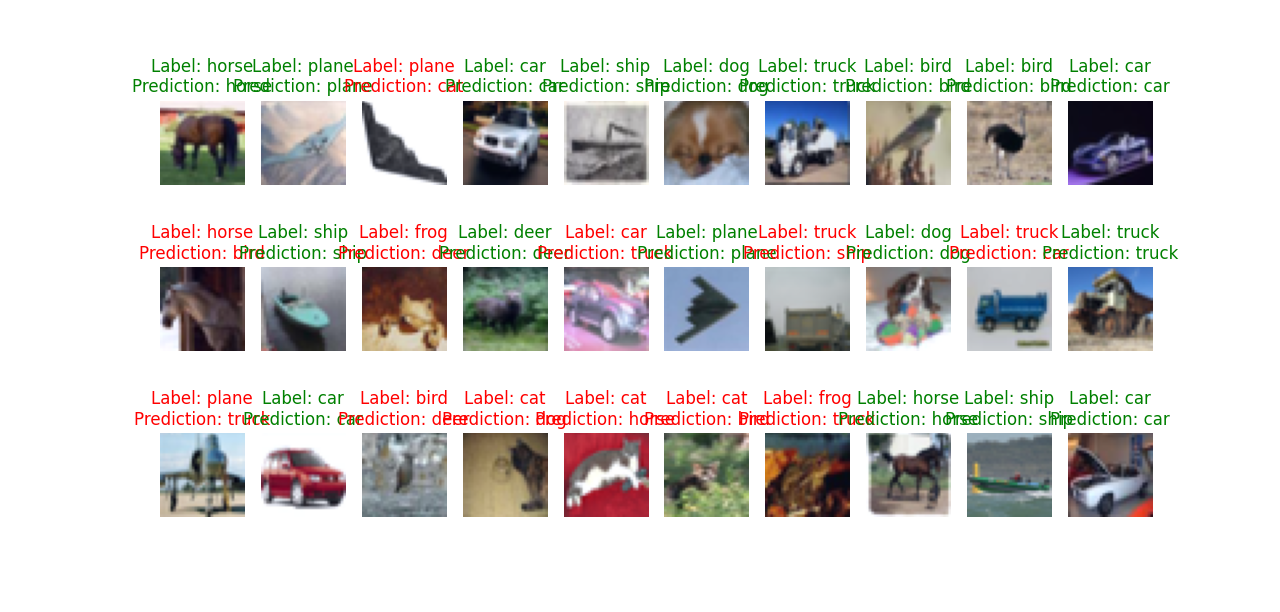 Label: horse Label: plane Label: plane Label: car Label: ship Label: dog Label: truck Label: bird Label: bird Label: car
Prediction: horse Prediction: plane Prediction: cat Prediction: car Prediction: ship Prediction: dog Prediction: truck Prediction: bird Prediction: bird Prediction: car
Label: horse Label: ship Label: frog Label: deer Label: car Label: plane Label: truck Label: dog Label: truck Label: truck
Prediction: bird Prediction: ship Prediction: deer Prediction: deer Prediction: truck Prediction: plane Prediction: ship Prediction: dog Prediction: car Prediction: truck
Label: plane Label: car Label: bird Label: cat Label: cat Label: cat Label: frog Label: horse Label: ship Label: car
Prediction: truck Prediction: car Prediction: deer Prediction: dog Prediction: horse Prediction: bird Prediction: truck Prediction: horse Prediction: ship Prediction: car